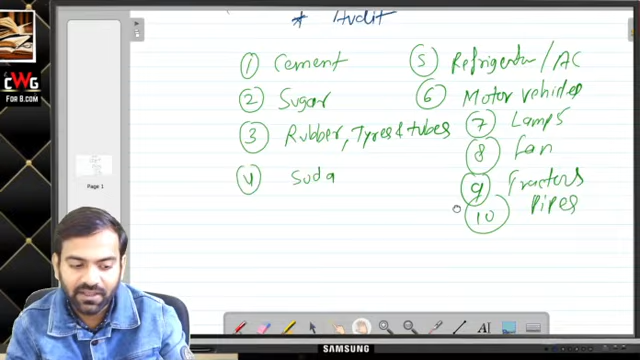 * Audit
① Cement
② Sugar
③ Rubber, Tyres & tubes
④ Suda
⑤ Refrigerator/AC
⑥ Motor vehicles
⑦ Lamps
⑧ Fan
⑨ Tractors
⑩ Pipes
CWG
For 8.com
Page 1
SAMSUNG